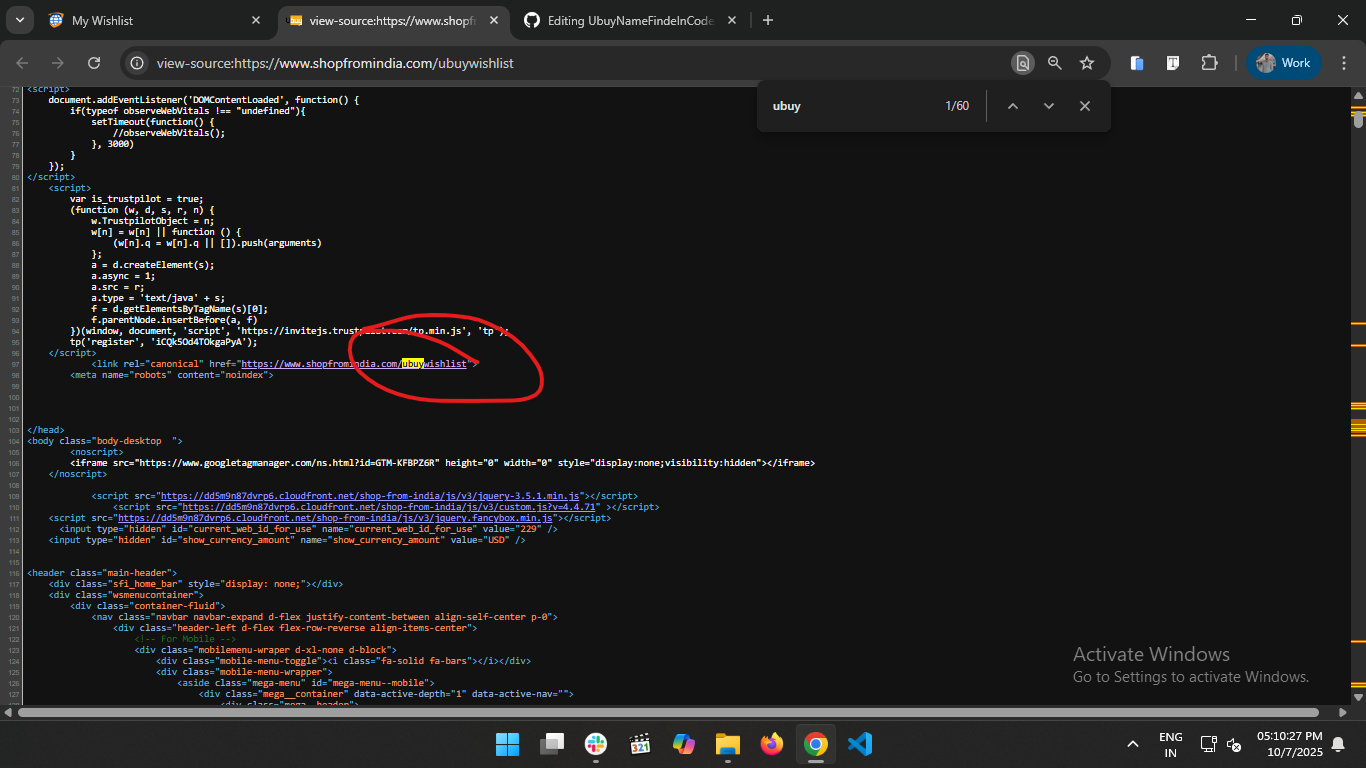 My Wishlist
view-source:https://www.shopfr
Editing UbuyNameFindeInCode
view-source:https://www.shopfromindia.com/ubuywishlist
Work
ubuy
1/60
72 <script>
73 document.addEventListener('DOMContentLoaded', function() {
74 if(typeof observeWebVitals !== "undefined"){
75 setTimeout(function() {
76 //observeWebVitals();
77 }, 3000)
78 }
79 });
80 </script>
81 <script>
82 var is_trustpilot = true;
83 (function (w, d, s, r, n) {
84 w.TrustpilotObject = n;
85 w[n] = w[n] || function () {
86 (w[n].q = w[n].q || []).push(arguments)
87 };
88 a = d.createElement(s);
89 a.async = 1;
90 a.src = r;
91 a.type = 'text/java' + s;
92 f = d.getElementsByTagName(s)[0];
93 f.parentNode.insertBefore(a, f)
94 })(window, document, 'script', 'https://invitejs.trustpilot.com/tp.min.js', 'tp');
95 tp('register', 'iCQk5Od4TOkgaPyA');
96 </script>
97 <link rel="canonical" href="https://www.shopfromindia.com/ubuywishlist">
98 <meta name="robots" content="noindex">
99
100
101
102
103 </head>
104 <body class="body-desktop  ">
105 <noscript>
106 <iframe src="https://www.googletagmanager.com/ns.html?id=GTM-KFBPZ6R" height="0" width="0" style="display:none;visibility:hidden"></iframe>
107 </noscript>
108
109 <script src="https://dd5m9n87dvrp6.cloudfront.net/shop-from-india/js/v3/jquery-3.5.1.min.js"></script>
110 <script src="https://dd5m9n87dvrp6.cloudfront.net/shop-from-india/js/v3/custom.js?v=4.4.71" ></script>
111 <script src="https://dd5m9n87dvrp6.cloudfront.net/shop-from-india/js/v3/jquery.fancybox.min.js"></script>
112 <input type="hidden" id="current_web_id_for_use" name="current_web_id_for_use" value="229" />
113 <input type="hidden" id="show_currency_amount" name="show_currency_amount" value="USD" />
114
115
116 <header class="main-header">
117 <div class="sfi_home_bar" style="display: none;"></div>
118 <div class="wsmenucontainer">
119 <div class="container-fluid">
120 <nav class="navbar navbar-expand d-flex justify-content-between align-self-center p-0">
121 <div class="header-left d-flex flex-row-reverse align-items-center">
122 <!-- For Mobile -->
123 <div class="mobilemenu-wraper d-xl-none d-block">
124 <div class="mobile-menu-toggle"><i class="fa-solid fa-bars"></i></div>
125 <div class="mobile-menu-wrapper">
126 <aside class="mega-menu" id="mega-menu--mobile">
127 <div class="mega__container" data-active-depth="1" data-active-nav="">
Activate Windows
Go to Settings to activate Windows.
321
ENG
IN
05:10:27 PM
10/7/2025